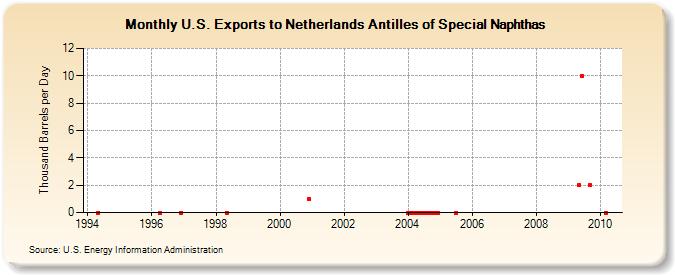 Monthly U.S. Exports to Netherlands Antilles of Special Naphthas
Thousand Barrels per Day
12
10
8
6
4
2
0
1994 1996 1998 2000 2002 2004 2006 2008 2010
Source: U.S. Energy Information Administration